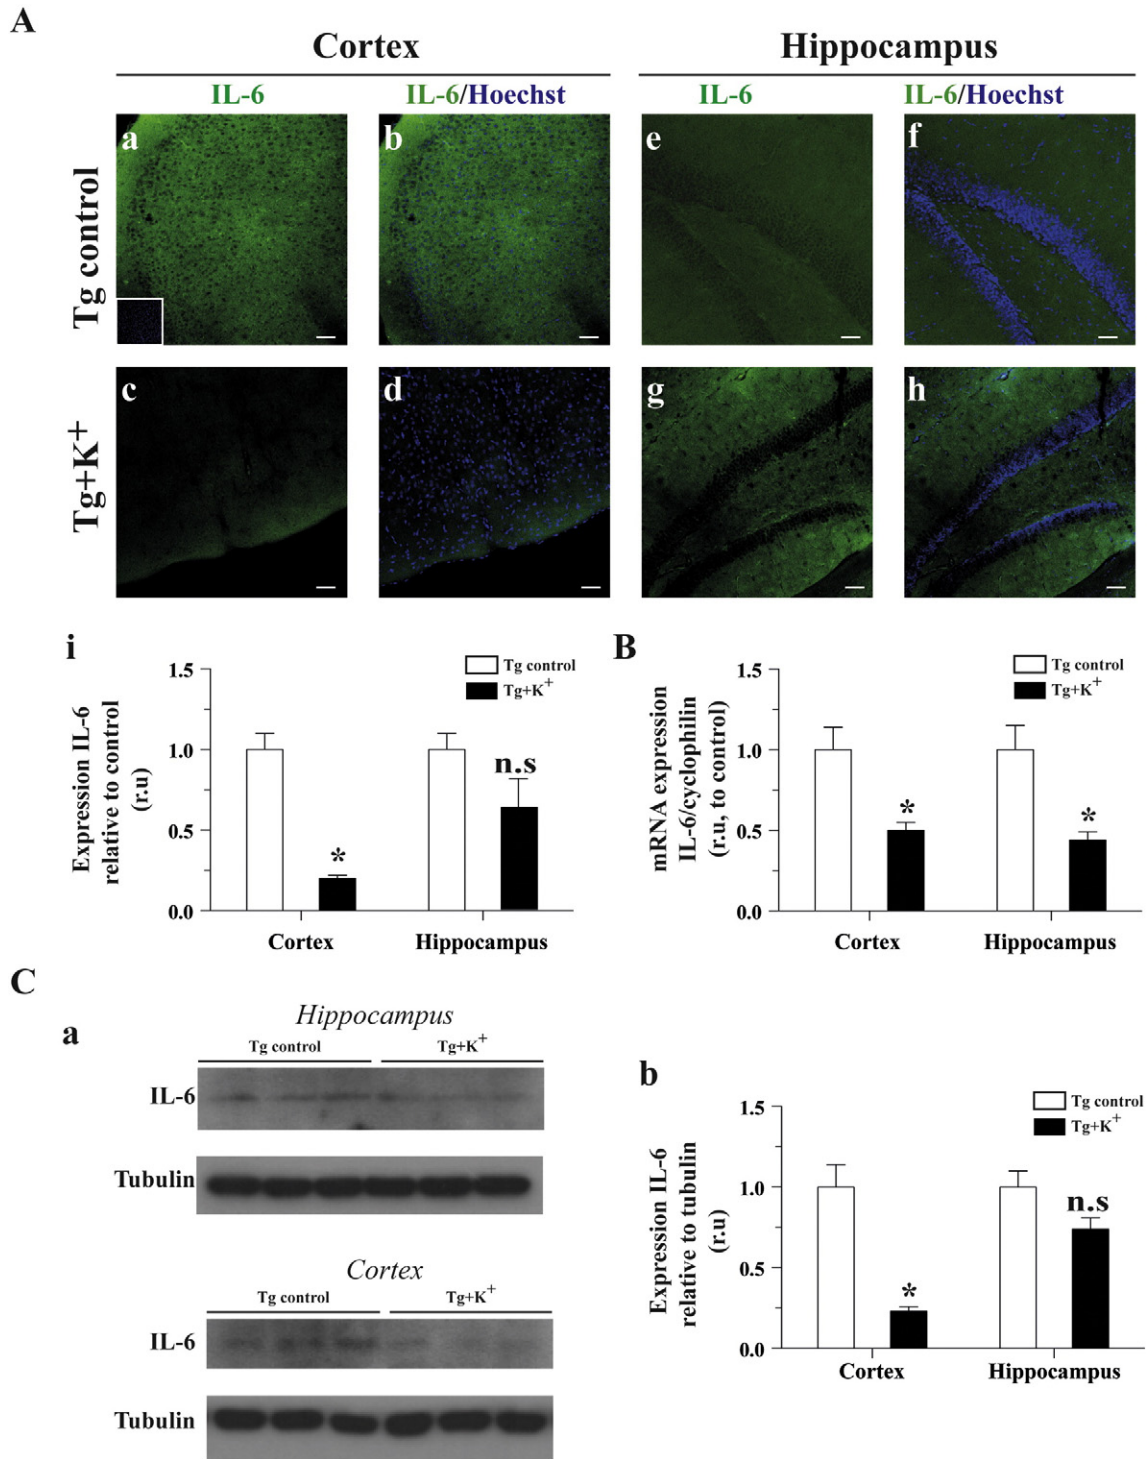 A
Cortex
Hippocampus
IL-6
IL-6/Hoechst
IL-6
IL-6/Hoechst
Tg control
a
b
e
f
Tg+K+
c
d
g
h
i
Expression IL-6
relative to control
(r.u)
1.5
1.0
0.5
0.0
Tg control
Tg+K+
*
n.s
Cortex
Hippocampus
B
mRNA expression
IL-6/cyclophilin
(r.u, to control)
1.5
1.0
0.5
0.0
Tg control
Tg+K+
*
*
Cortex
Hippocampus
C
a
Hippocampus
Tg control
Tg+K+
IL-6
Tubulin
Cortex
Tg control
Tg+K+
IL-6
Tubulin
b
Expression IL-6
relative to tubulin
(r.u)
1.5
1.0
0.5
0.0
Tg control
Tg+K+
*
n.s
Cortex
Hippocampus